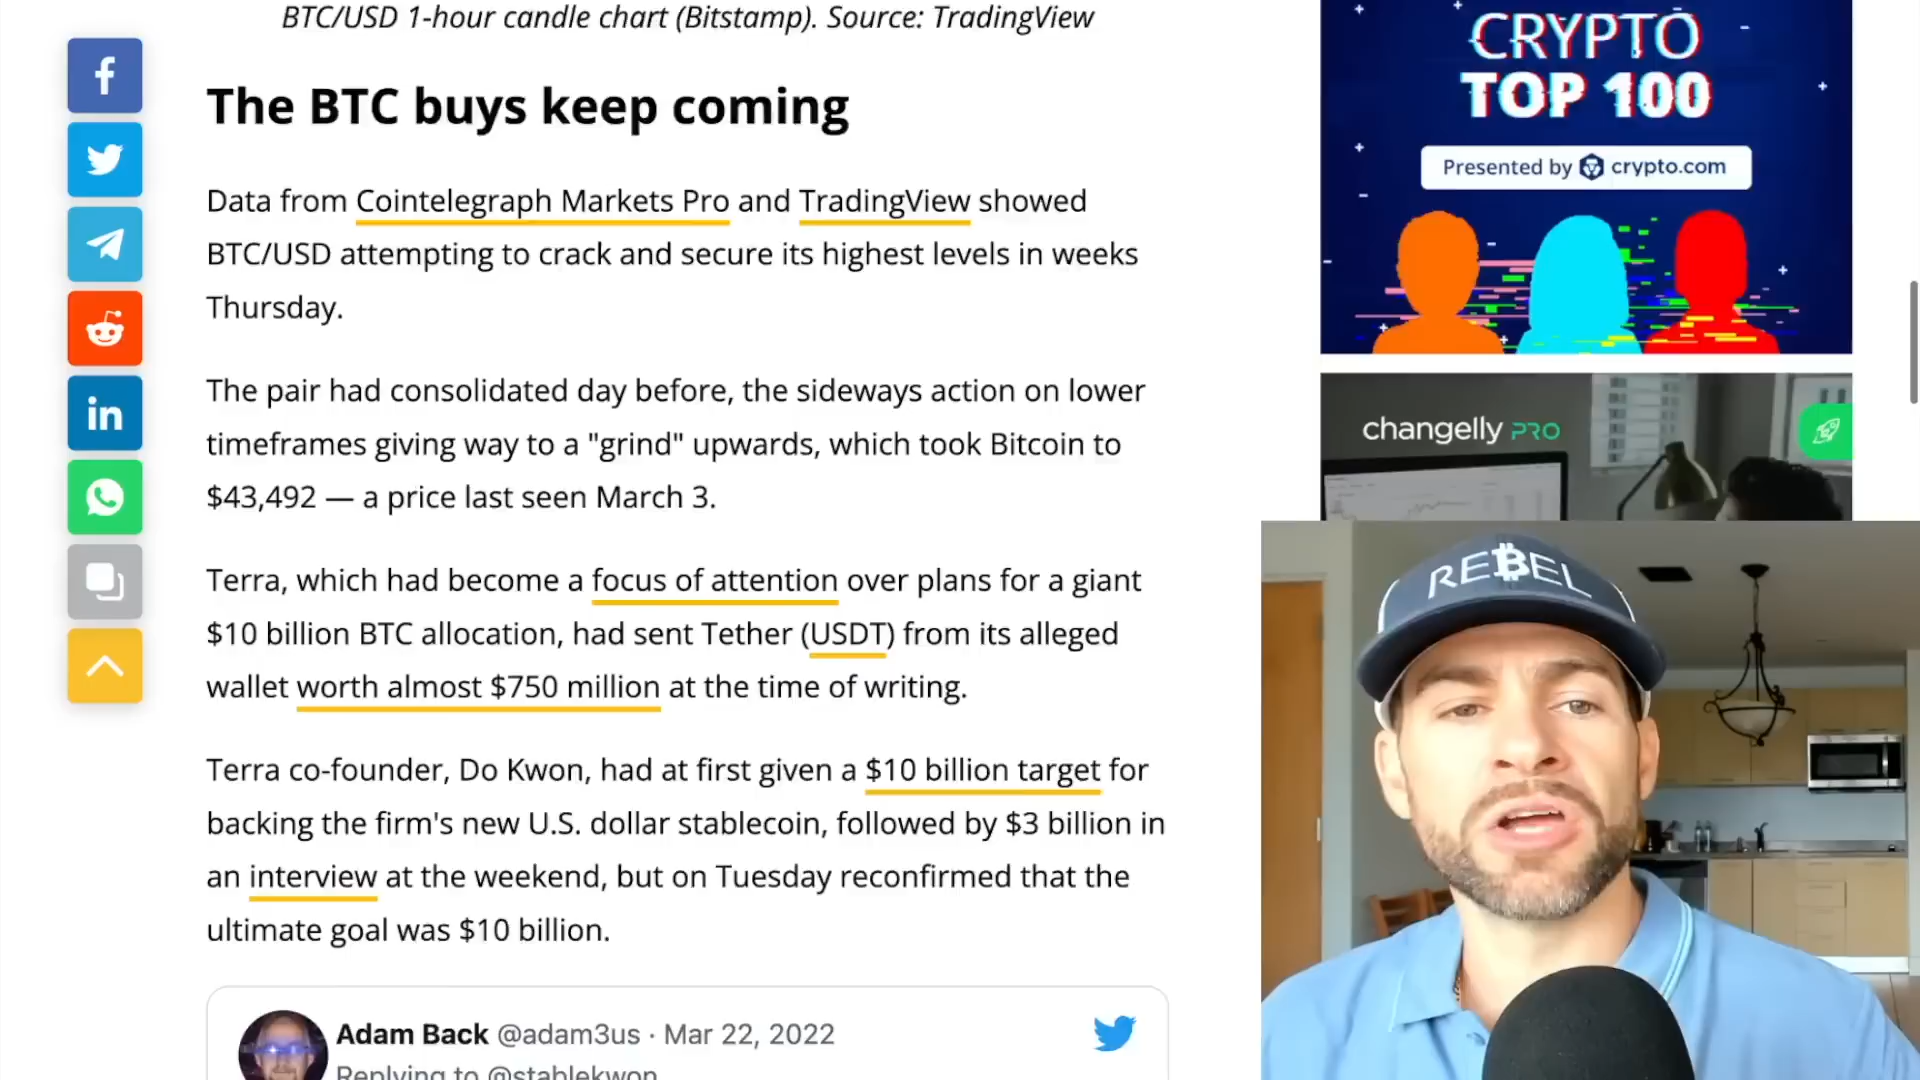 BTC/USD 1-hour candle chart (Bitstamp). Source: TradingView
The BTC buys keep coming
Data from Cointelegraph Markets Pro and TradingView showed
BTC/USD attempting to crack and secure its highest levels in weeks
Thursday.
The pair had consolidated day before, the sideways action on lower
timeframes giving way to a "grind" upwards, which took Bitcoin to
$43,492 — a price last seen March 3.
Terra, which had become a focus of attention over plans for a giant
$10 billion BTC allocation, had sent Tether (USDT) from its alleged
wallet worth almost $750 million at the time of writing.
Terra co-founder, Do Kwon, had at first given a $10 billion target for
backing the firm's new U.S. dollar stablecoin, followed by $3 billion in
an interview at the weekend, but on Tuesday reconfirmed that the
ultimate goal was $10 billion.
Adam Back @adam3us · Mar 22, 2022
Replying to @stablekwon
CRYPTO
TOP 100
Presented by crypto.com
changelly PRO
REBEL